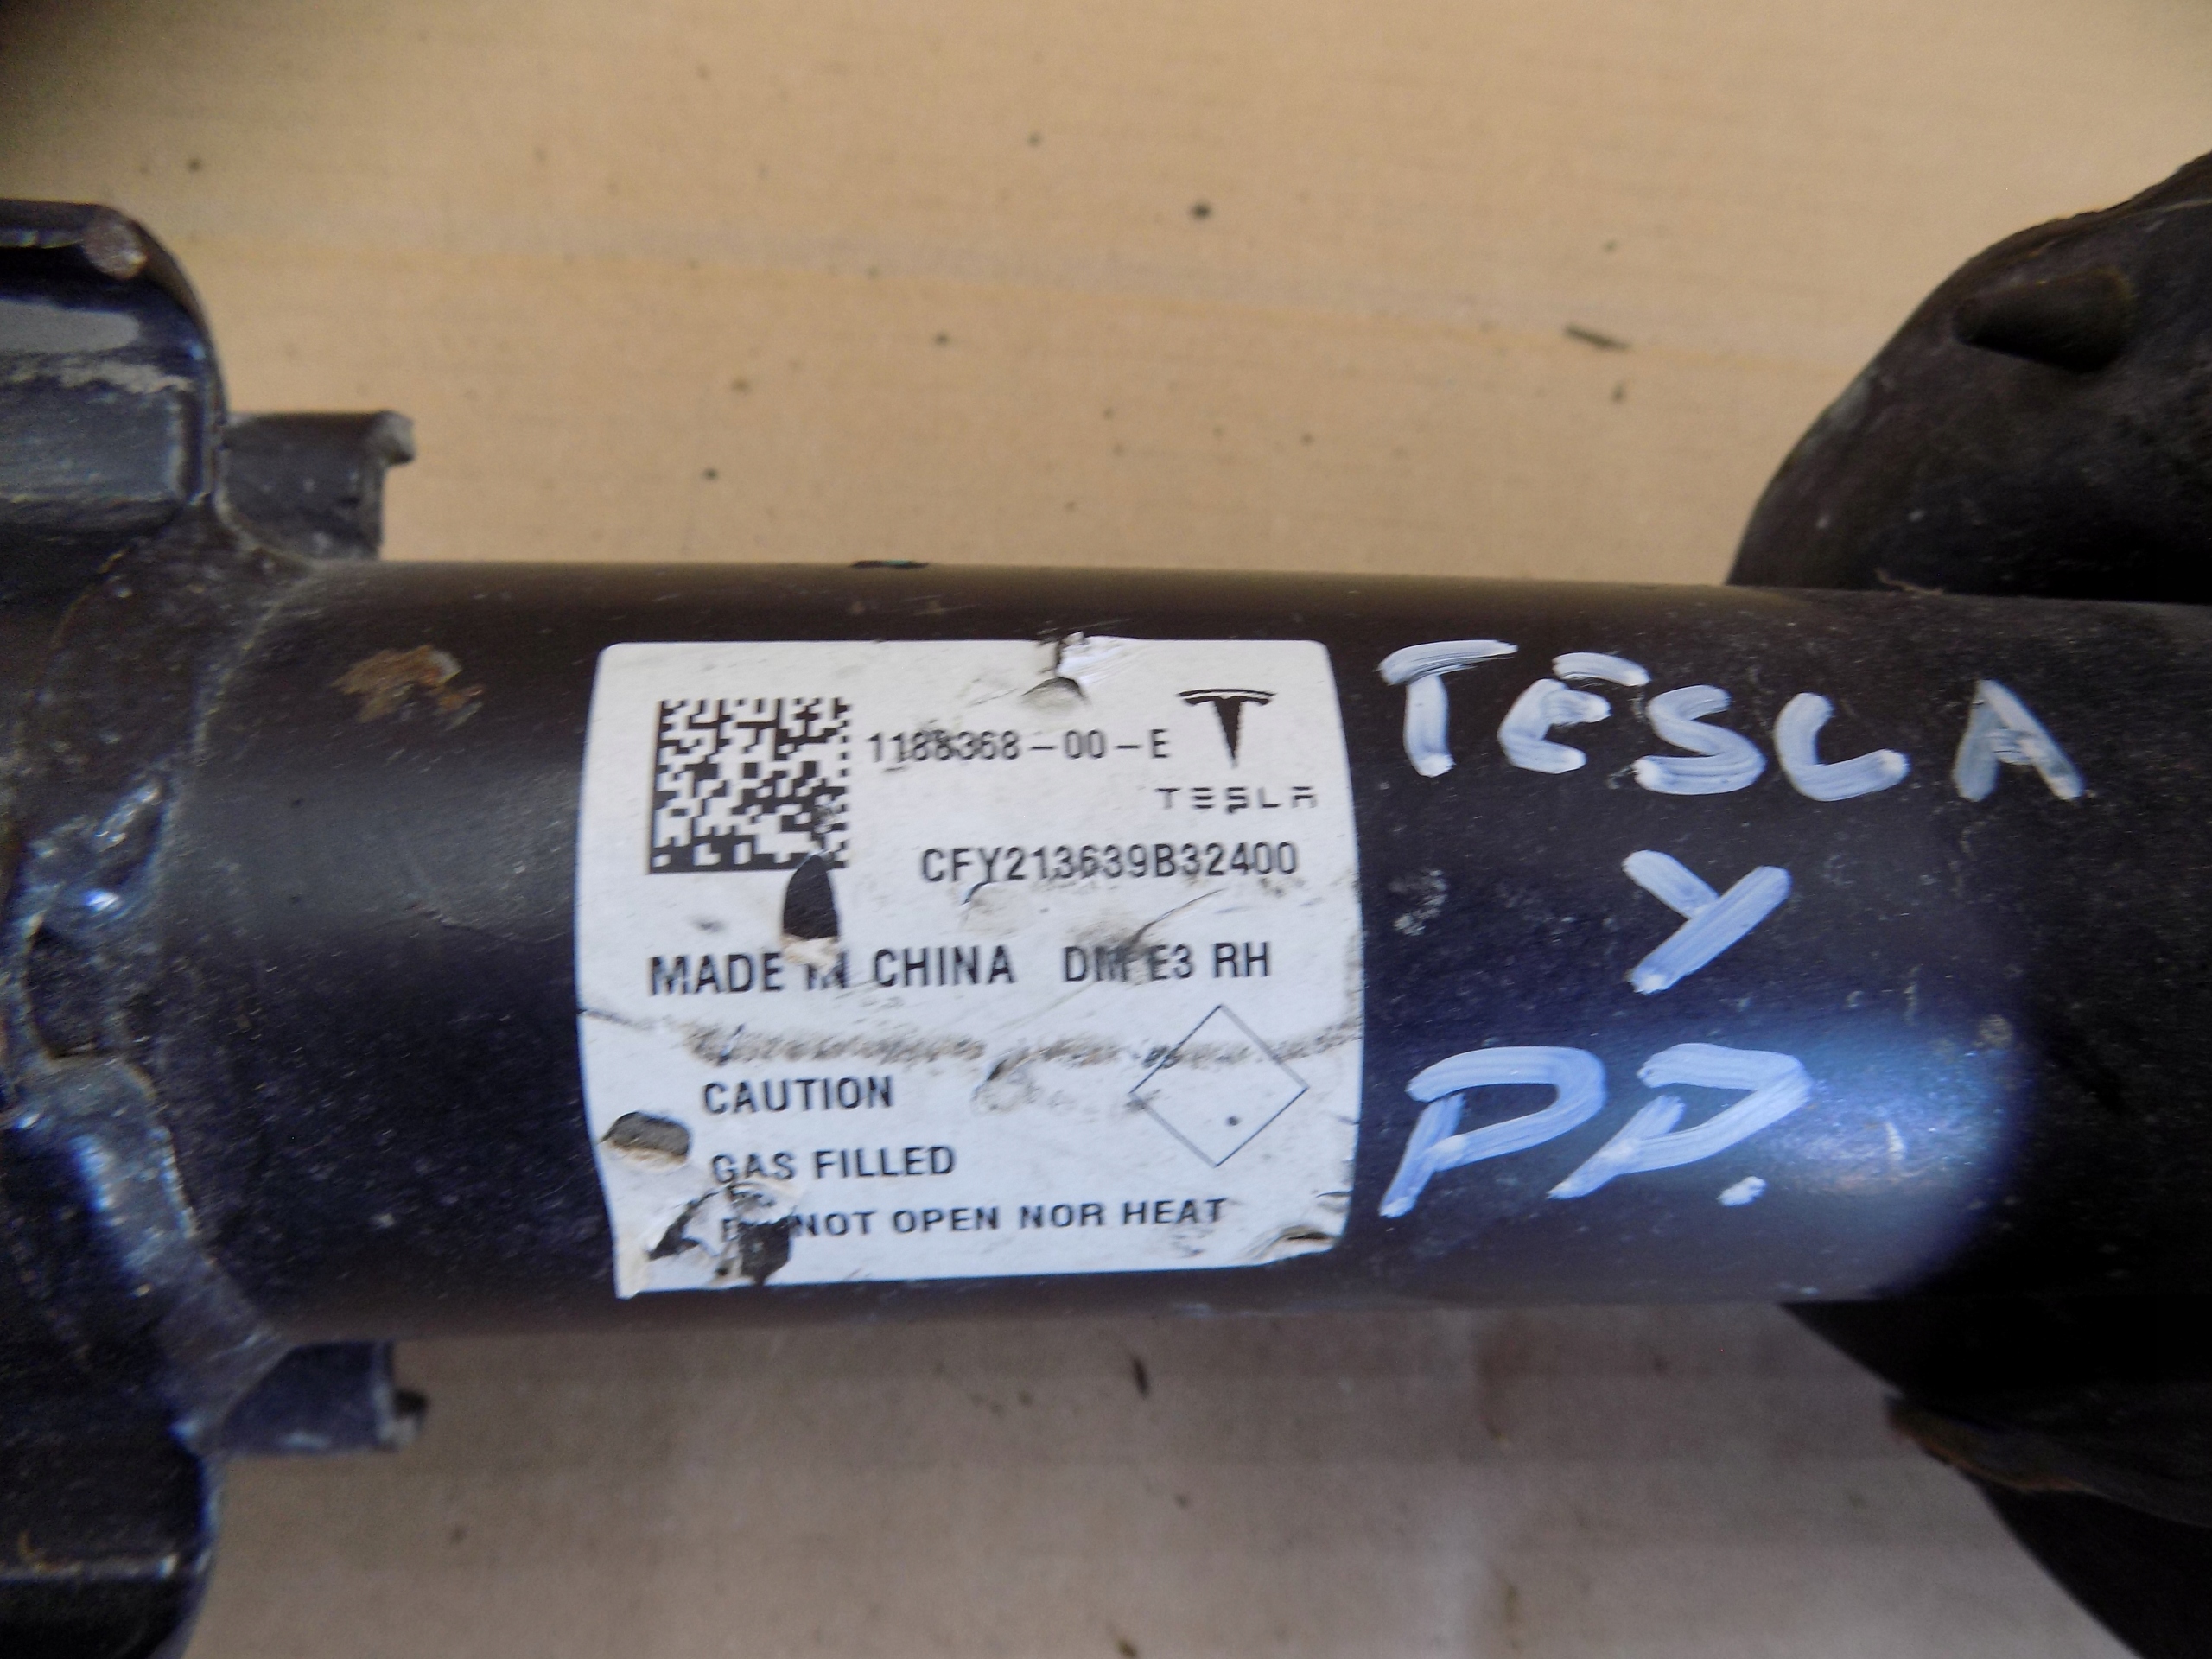 1188368-00-E
TESLA
CFY213639B32400
MADE IN CHINA DM E3 RH
CAUTION
GAS FILLED
NOT OPEN NOR HEAT
TESLA
Y
PP.